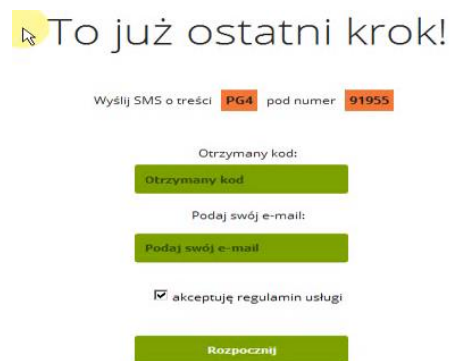 To już ostatni krok!
Wyślij SMS o treści PG4 pod numer 91955
Otrzymany kod:
Otrzymany kod
Podaj swój e-mail:
Podaj swój e-mail
akceptuję regulamin usługi
Rozpocznij